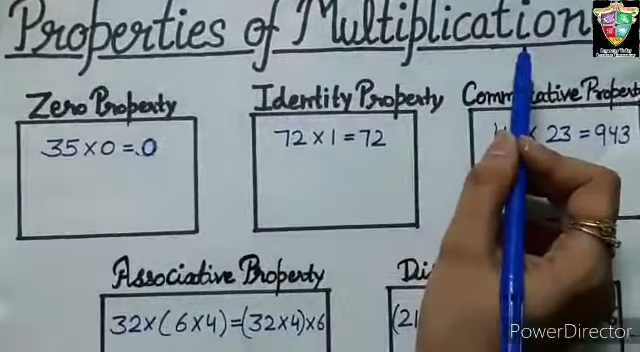 Properties of Multiplication
Zero Property
35×0=0
Identity Property
72×1=72
Property
× 23=943
Associative Property
32×(6×4)=(32×4)×6
PowerDirector